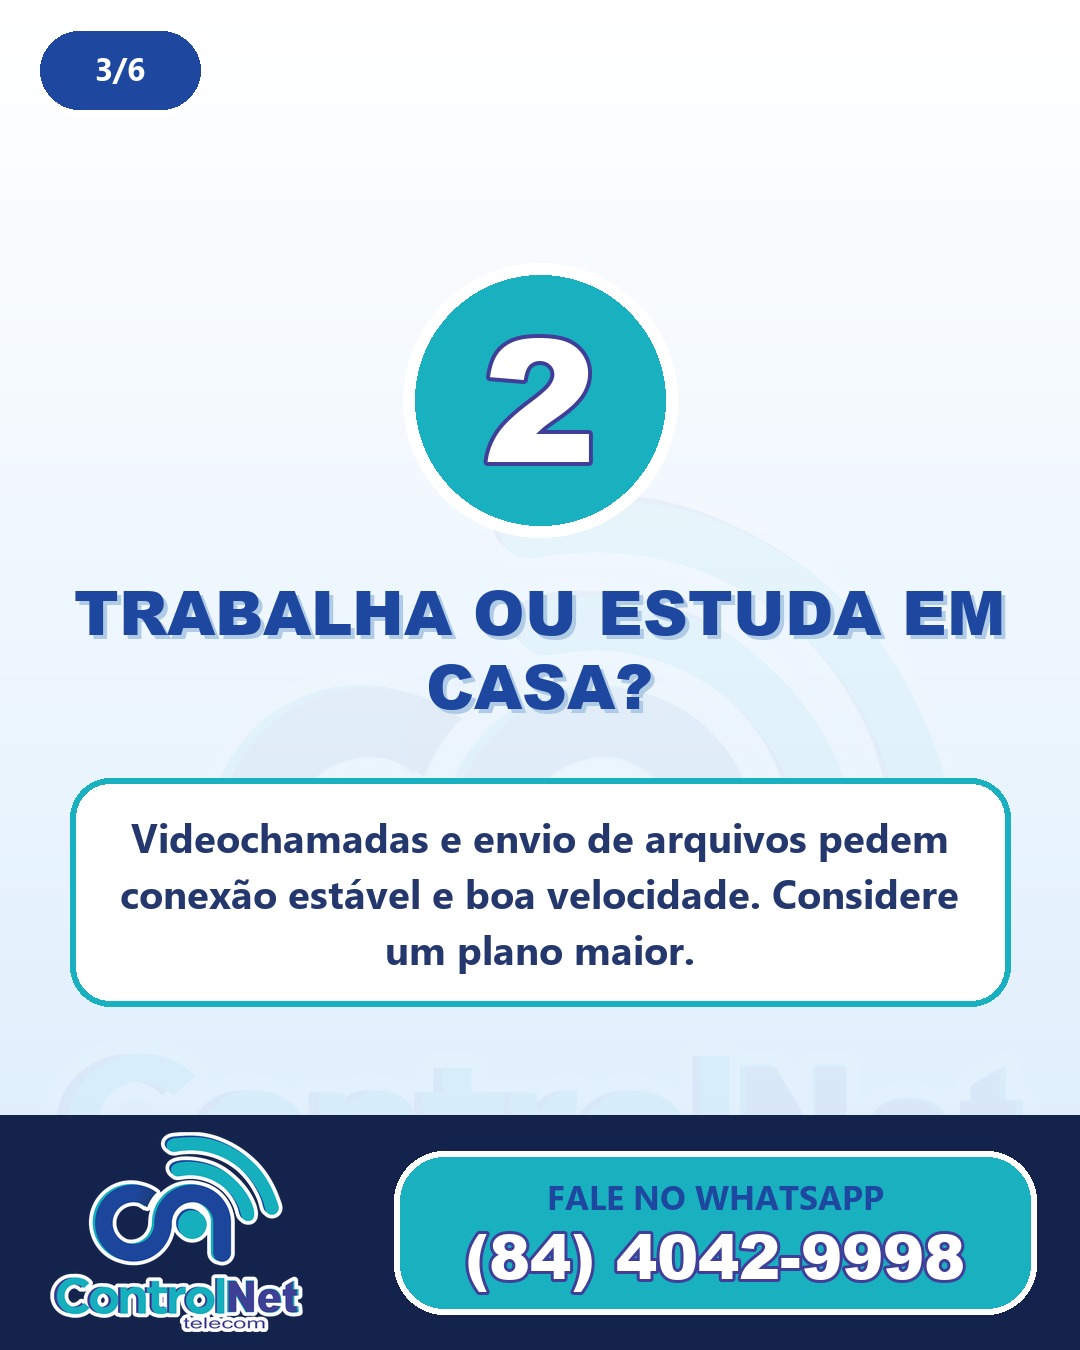 3/6
2
TRABALHA OU ESTUDA EM
CASA?
Videochamadas e envio de arquivos pedem
conexão estável e boa velocidade. Considere
um plano maior.
ControlNet
ControlNet
telecom
FALE NO WHATSAPP
(84) 4042-9998